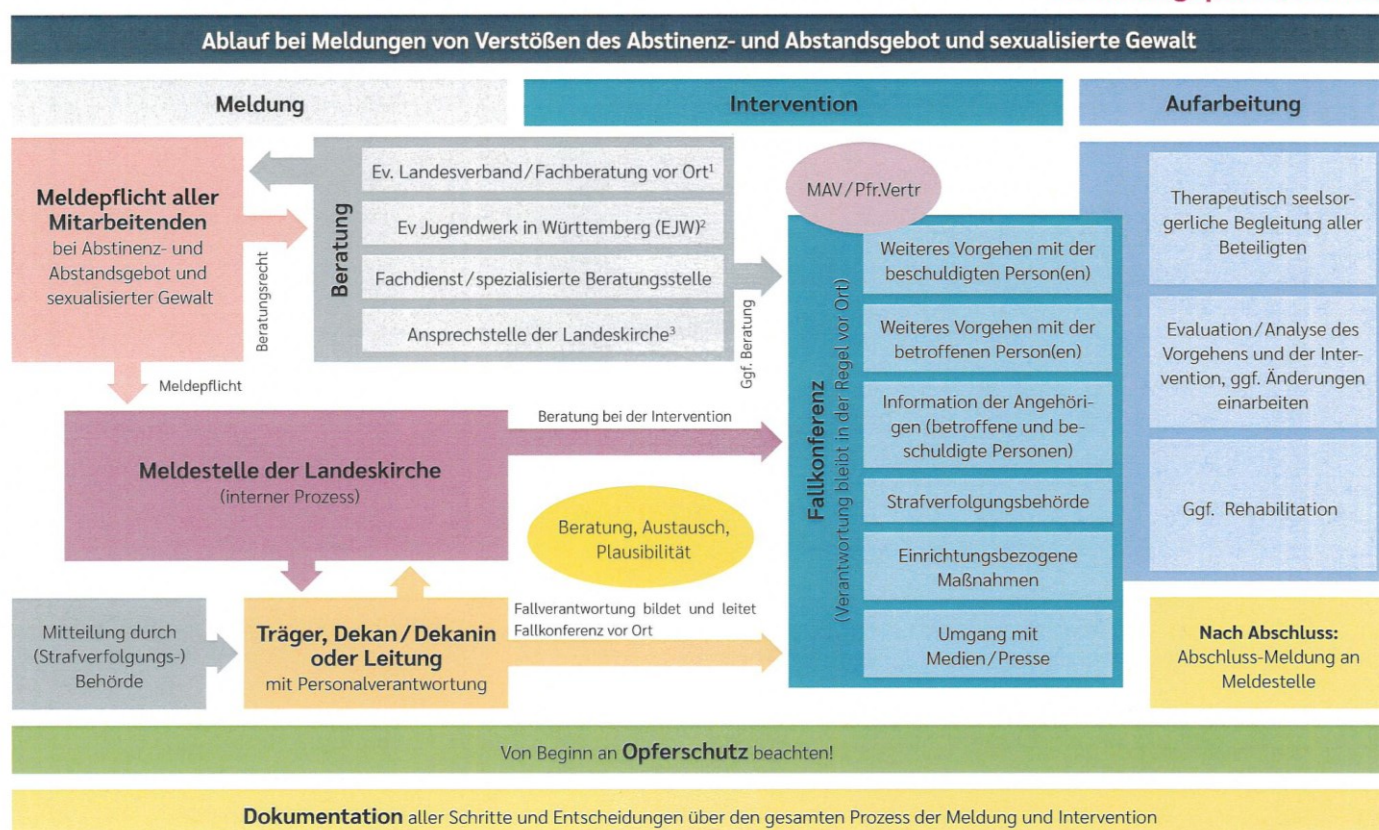 Ablauf bei Meldungen von Verstößen des Abstinenz- und Abstandsgebot und sexualisierte Gewalt
Meldung
Intervention
Aufarbeitung
Meldepflicht aller
Mitarbeitenden
bei Abstinenz- und
Abstandsgebot und
sexualisierter Gewalt
Beratungsrecht
Beratung
Ev. Landesverband/Fachberatung vor Ort¹
Ev Jugendwerk in Württemberg (EJW)²
Fachdienst/spezialisierte Beratungsstelle
Ansprechstelle der Landeskirche³
Ggf. Beratung
MAV/Pfr.Vertr
Fallkonferenz
(Verantwortung bleibt in der Regel vor Ort)
Weiteres Vorgehen mit der
beschuldigten Person(en)
Weiteres Vorgehen mit der
betroffenen Person(en)
Information der Angehöri-
gen (betroffene und be-
schuldigte Personen)
Strafverfolgungsbehörde
Einrichtungsbezogene
Maßnahmen
Umgang mit
Medien/Presse
Therapeutisch seelsor-
gerliche Begleitung aller
Beteiligten
Evaluation/Analyse des
Vorgehens und der Inter-
vention, ggf. Änderungen
einarbeiten
Ggf. Rehabilitation
Meldepflicht
Meldestelle der Landeskirche
(interner Prozess)
Beratung bei der Intervention
Beratung, Austausch,
Plausibilität
Mitteilung durch
(Strafverfolgungs-)
Behörde
Träger, Dekan/Dekanin
oder Leitung
mit Personalverantwortung
Fallverantwortung bildet und leitet
Fallkonferenz vor Ort
Nach Abschluss:
Abschluss-Meldung an
Meldestelle
Von Beginn an Opferschutz beachten!
Dokumentation aller Schritte und Entscheidungen über den gesamten Prozess der Meldung und Intervention